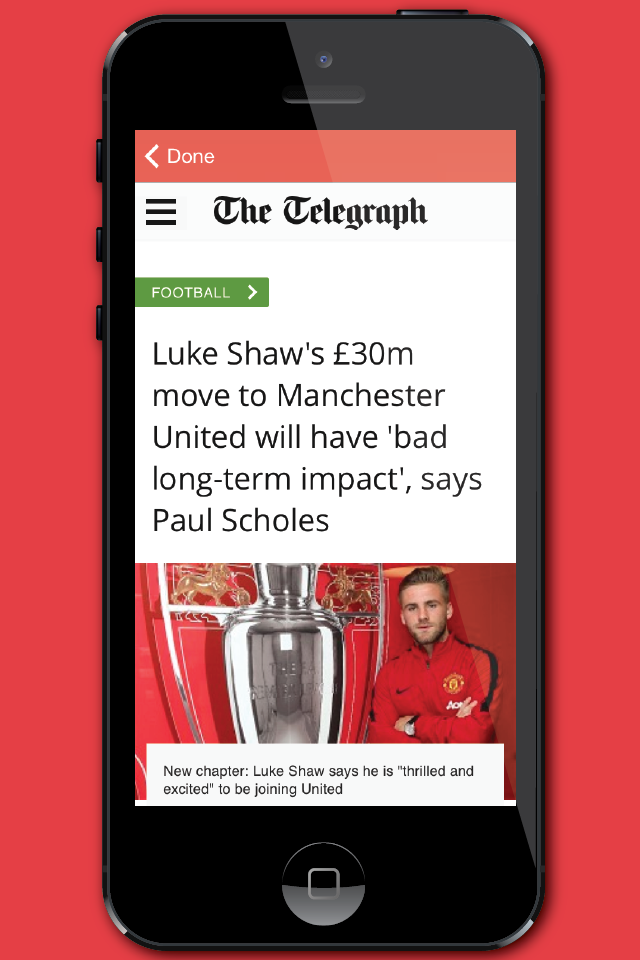 Done
The Telegraph
FOOTBALL
Luke Shaw's £30m
move to Manchester
United will have 'bad
long-term impact', says
Paul Scholes
New chapter: Luke Shaw says he is "thrilled and
excited" to be joining United